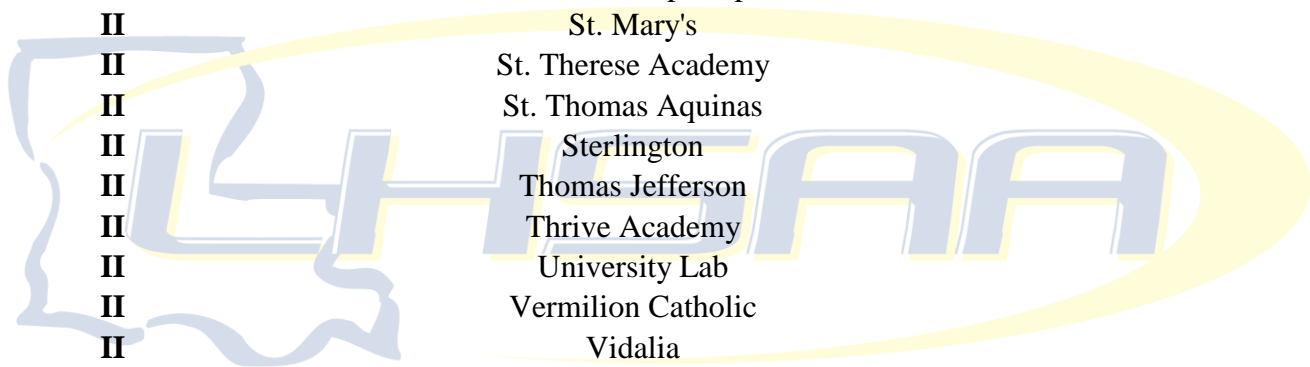 II St. Mary's
II St. Therese Academy
II St. Thomas Aquinas
II Sterlington
II Thomas Jefferson
II Thrive Academy
II University Lab
II Vermilion Catholic
II Vidalia
LHSAA